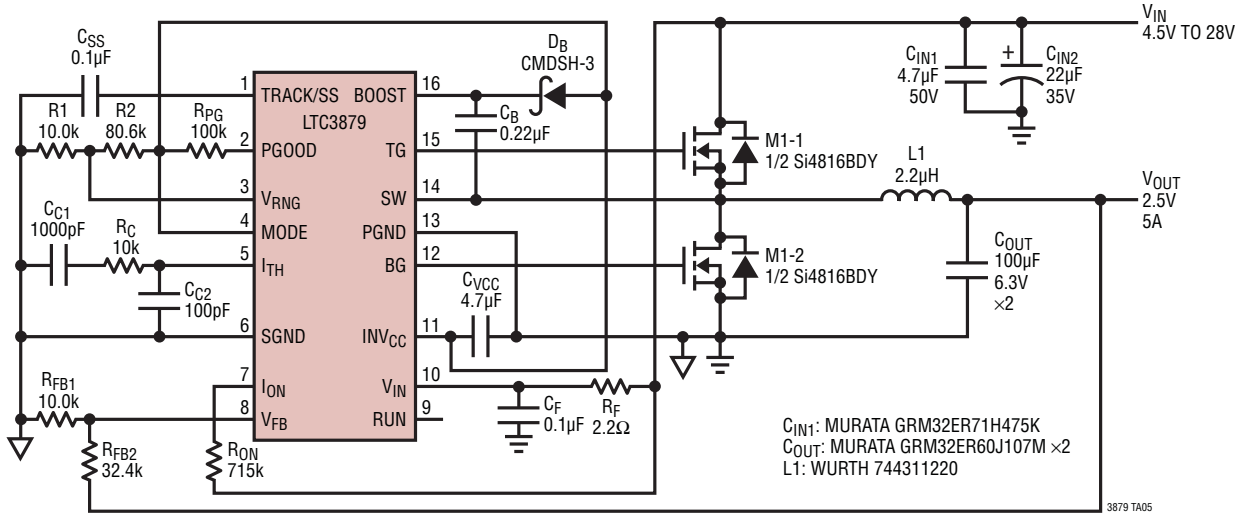 VIN
4.5V TO 28V
CSS
0.1µF
DB
CMDSH-3
CIN1
4.7µF
50V
+
CIN2
22µF
35V
1
TRACK/SS
BOOST
16
LTC3879
R1
10.0k
R2
80.6k
RPG
100k
CB
0.22µF
2
PGOOD
TG
15
M1-1
1/2 Si4816BDY
L1
2.2µH
3
VRNG
SW
14
VOUT
2.5V
5A
CC1
1000pF
RC
10k
4
MODE
PGND
13
5
ITH
BG
12
M1-2
1/2 Si4816BDY
COUT
100µF
6.3V
×2
CC2
100pF
CVCC
4.7µF
6
SGND
INVCC
11
RFB1
10.0k
7
ION
VIN
10
8
VFB
RUN
9
CF
0.1µF
RF
2.2Ω
RFB2
32.4k
RON
715k
CIN1: MURATA GRM32ER71H475K
COUT: MURATA GRM32ER60J107M ×2
L1: WURTH 744311220
3879 TA05